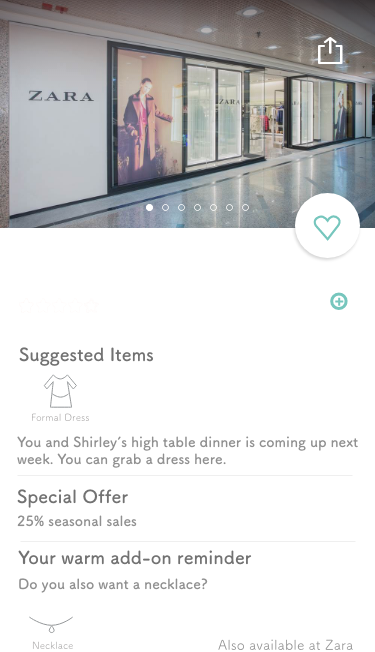 ZARA
ZARA
Suggested Items
Formal Dress
You and Shirley’s high table dinner is coming up next
week. You can grab a dress here.
Special Offer
25% seasonal sales
Your warm add-on reminder
Do you also want a necklace?
Necklace
Also available at Zara